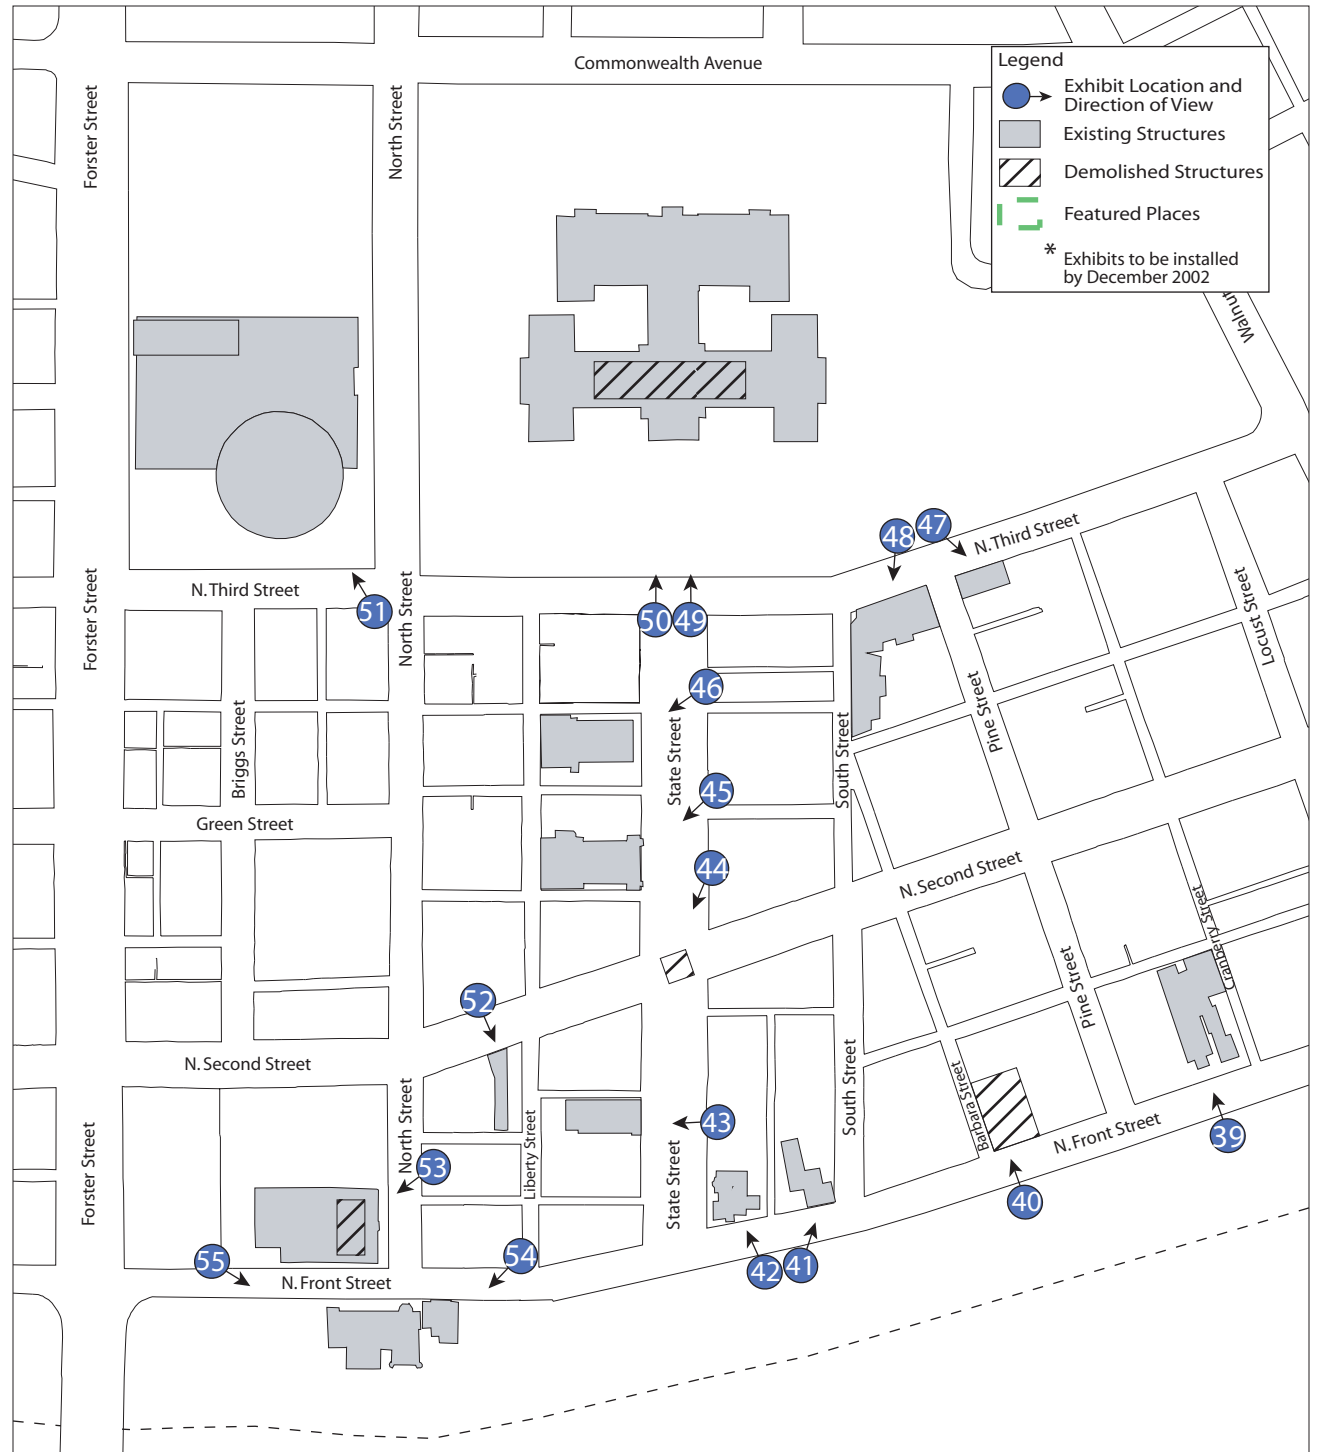 Commonwealth Avenue
Legend
Exhibit Location and
Direction of View
Existing Structures
Demolished Structures
Featured Places
*
Exhibits to be installed
by December 2002
Forster Street
North Street
Walnut
48
47
N. Third Street
N. Third Street
51
50
49
Forster Street
North Street
Locust Street
46
Briggs Street
State Street
South Street
Pine Street
45
Green Street
44
N. Second Street
Cranberry Street
52
Pine Street
N. Second Street
North Street
Liberty Street
43
South Street
Barbara Street
N. Front Street
39
53
Forster Street
State Street
40
55
54
42
41
N. Front Street